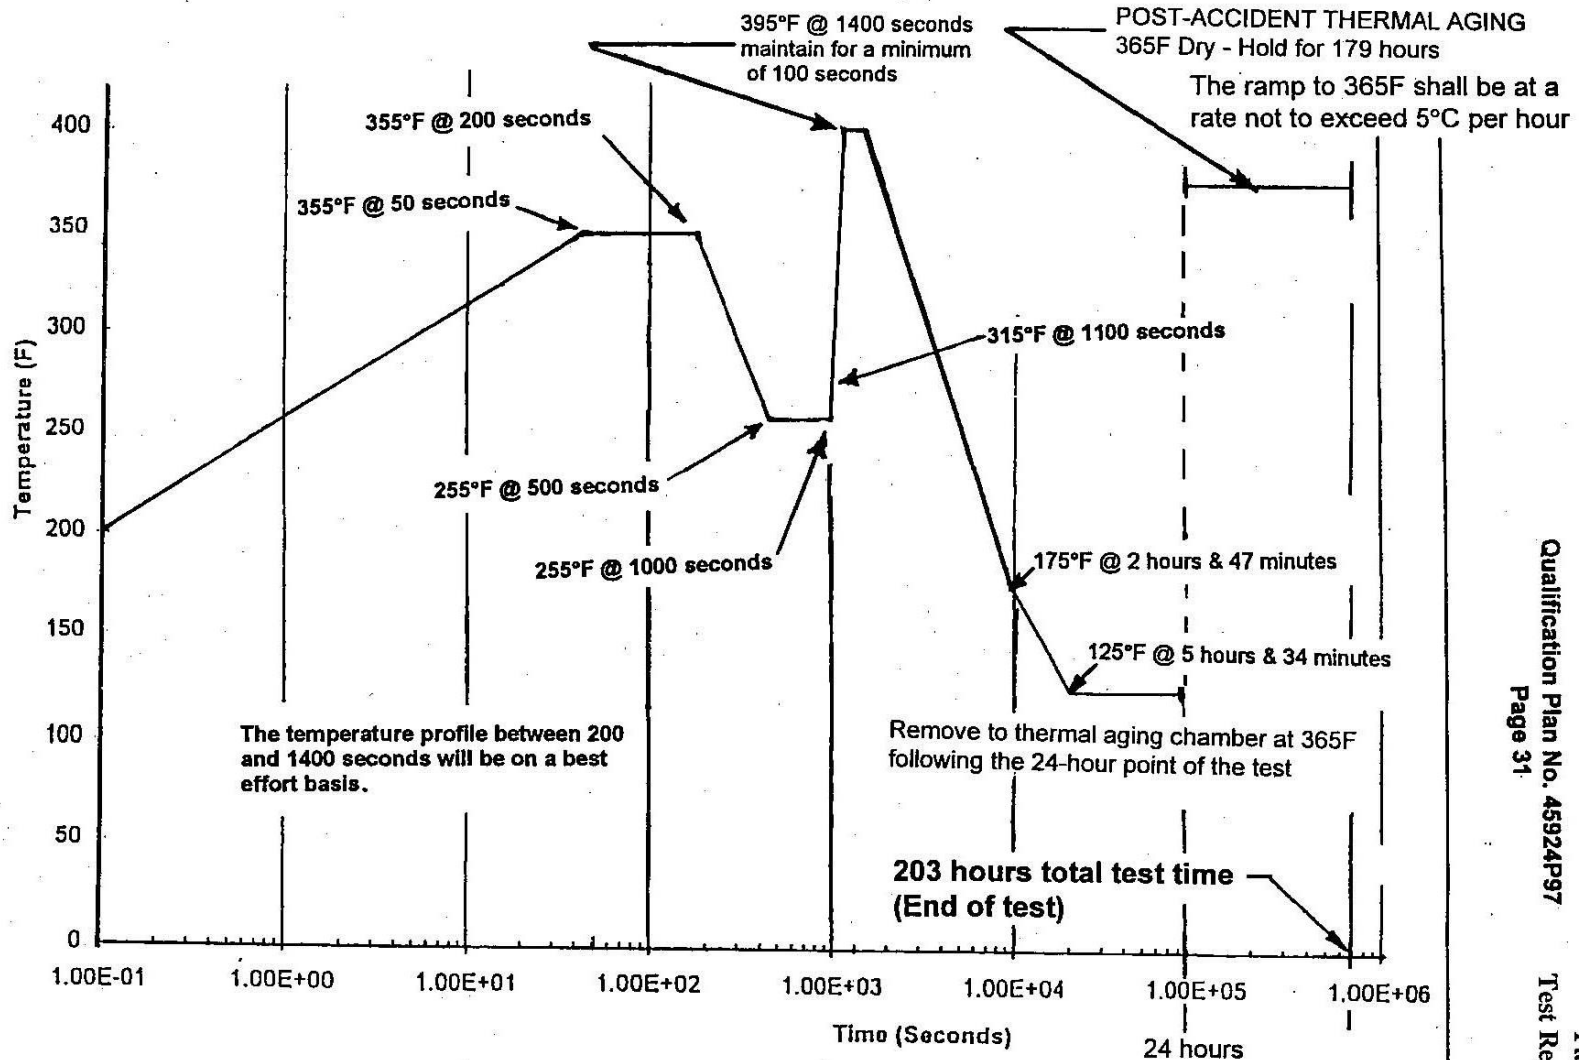 395°F @ 1400 seconds
maintain for a minimum
of 100 seconds
POST-ACCIDENT THERMAL AGING
365F Dry - Hold for 179 hours
The ramp to 365F shall be at a
rate not to exceed 5°C per hour
355°F @ 200 seconds
355°F @ 50 seconds
315°F @ 1100 seconds
255°F @ 500 seconds
255°F @ 1000 seconds
175°F @ 2 hours & 47 minutes
125°F @ 5 hours & 34 minutes
The temperature profile between 200
and 1400 seconds will be on a best
effort basis.
Remove to thermal aging chamber at 365F
following the 24-hour point of the test
203 hours total test time
(End of test)
Temperature (F)
400
350
300
250
200
150
100
50
0
1.00E-01
1.00E+00
1.00E+01
1.00E+02
1.00E+03
1.00E+04
1.00E+05
1.00E+06
Time (Seconds)
24 hours
Qualification Plan No. 45924P97
Page 31
Test Re